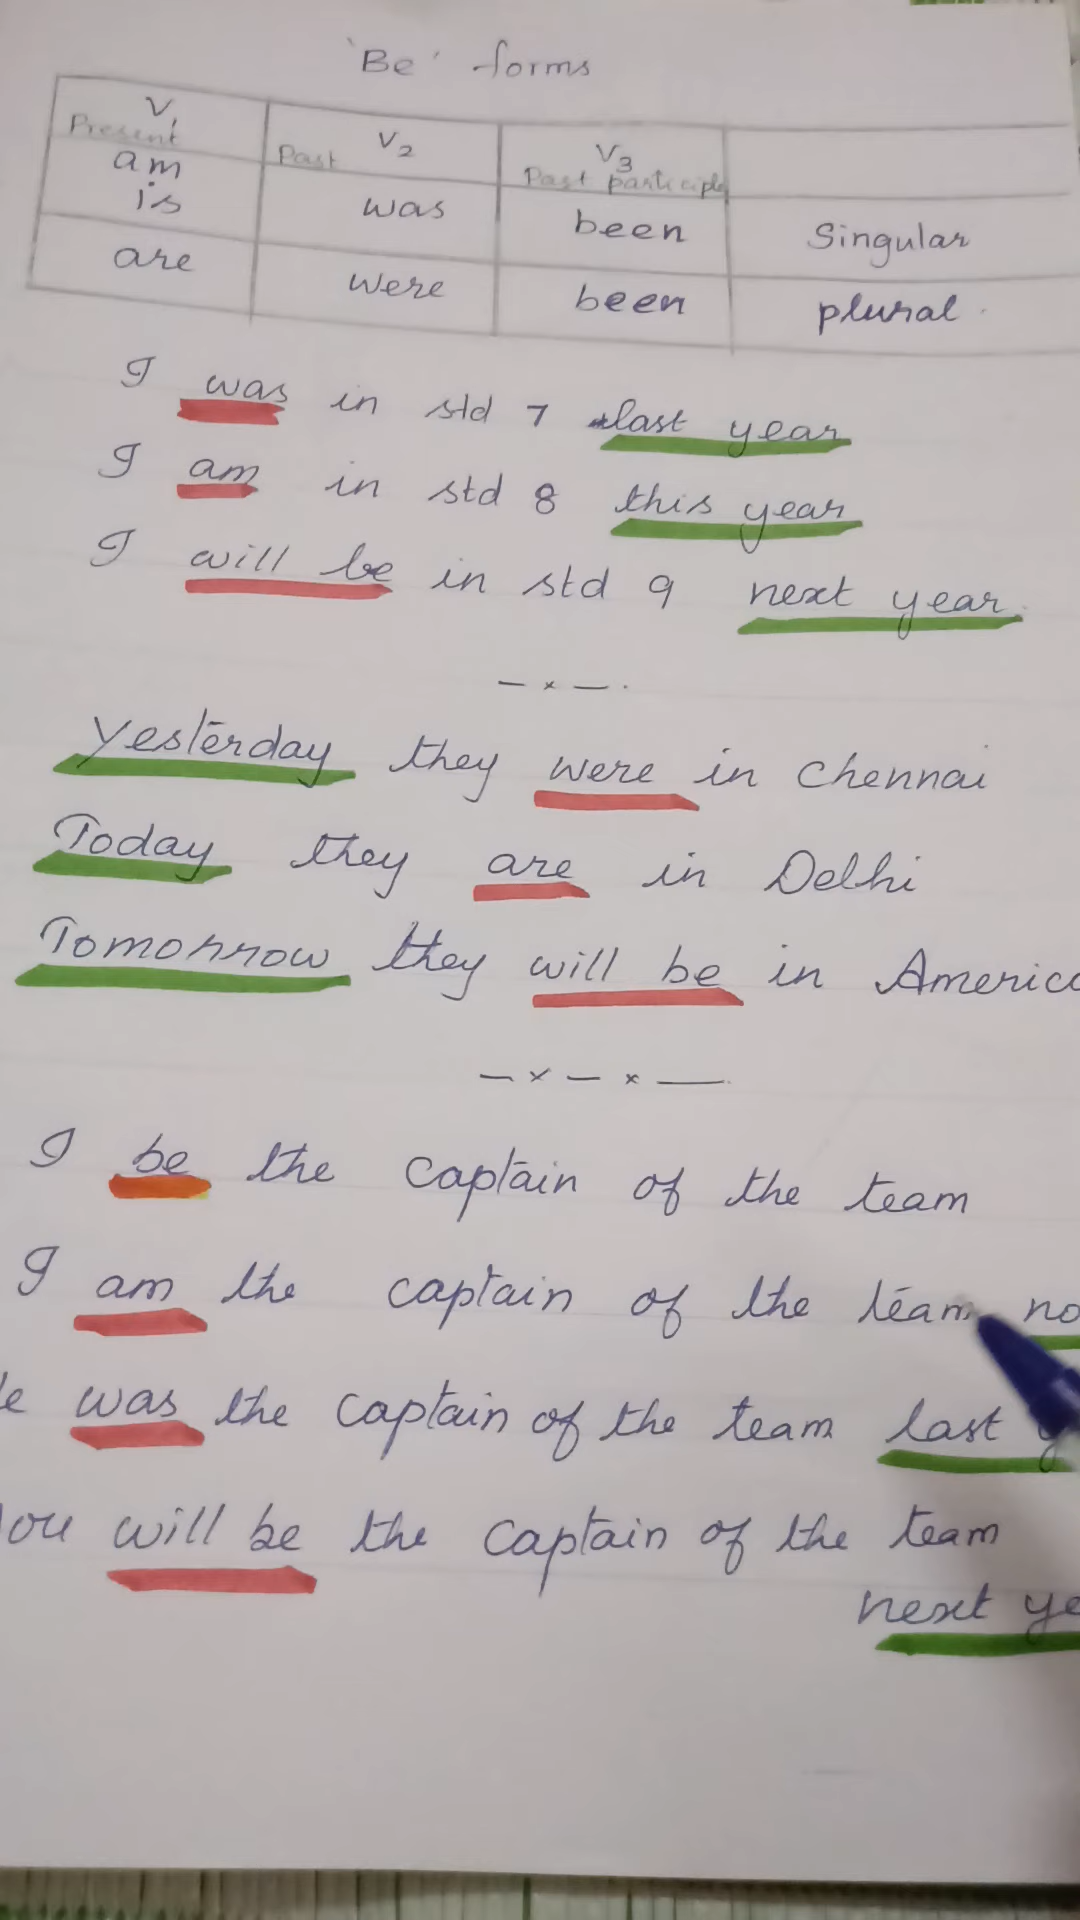 'Be' forms
V1 Present V2 Past V3 Past participle
am
is was been Singular
are were been plural.
I was in std 7 last year
I am in std 8 this year
I will be in std 9 next year.
Yesterday they were in Chennai
Today they are in Delhi
Tomorrow they will be in America
I be the captain of the team
I am the captain of the team
was the captain of the team last
will be the captain of the team
next